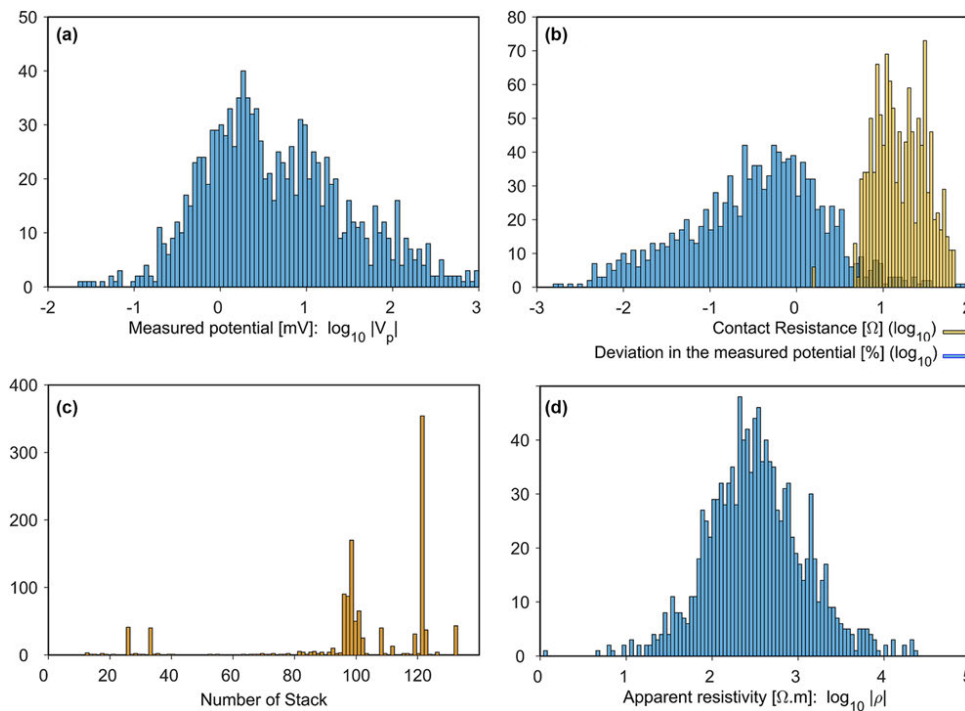 50
40
30
20
10
0
(a)
-2 -1 0 1 2 3
Measured potential [mV]: log10 |Vp|
80
70
60
50
40
30
20
10
0
(b)
-3 -2 -1 0 1 2
Contact Resistance [Ω] (log10)
Deviation in the measured potential [%] (log10)
400
300
200
100
0
(c)
0 20 40 60 80 100 120
Number of Stack
40
30
20
10
0
(d)
0 1 2 3 4 5
Apparent resistivity [Ω.m]: log10 |ρ|